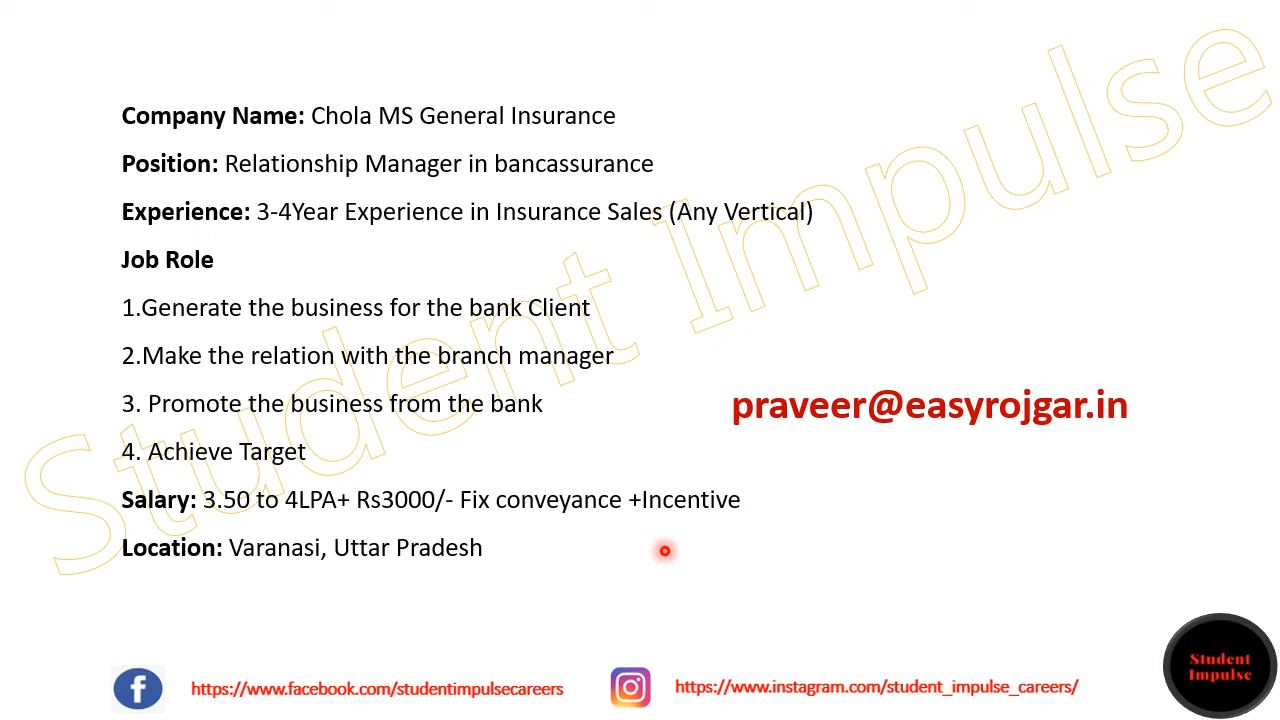 Student Impulse
Company Name: Chola MS General Insurance
Position: Relationship Manager in bancassurance
Experience: 3-4Year Experience in Insurance Sales (Any Vertical)
Job Role
1.Generate the business for the bank Client
2.Make the relation with the branch manager
3. Promote the business from the bank
praveer@easyrojgar.in
4. Achieve Target
Salary: 3.50 to 4LPA+ Rs3000/- Fix conveyance +Incentive
Location: Varanasi, Uttar Pradesh
https://www.facebook.com/studentimpulsecareers
https://www.instagram.com/student_impulse_careers/
Student
Impulse